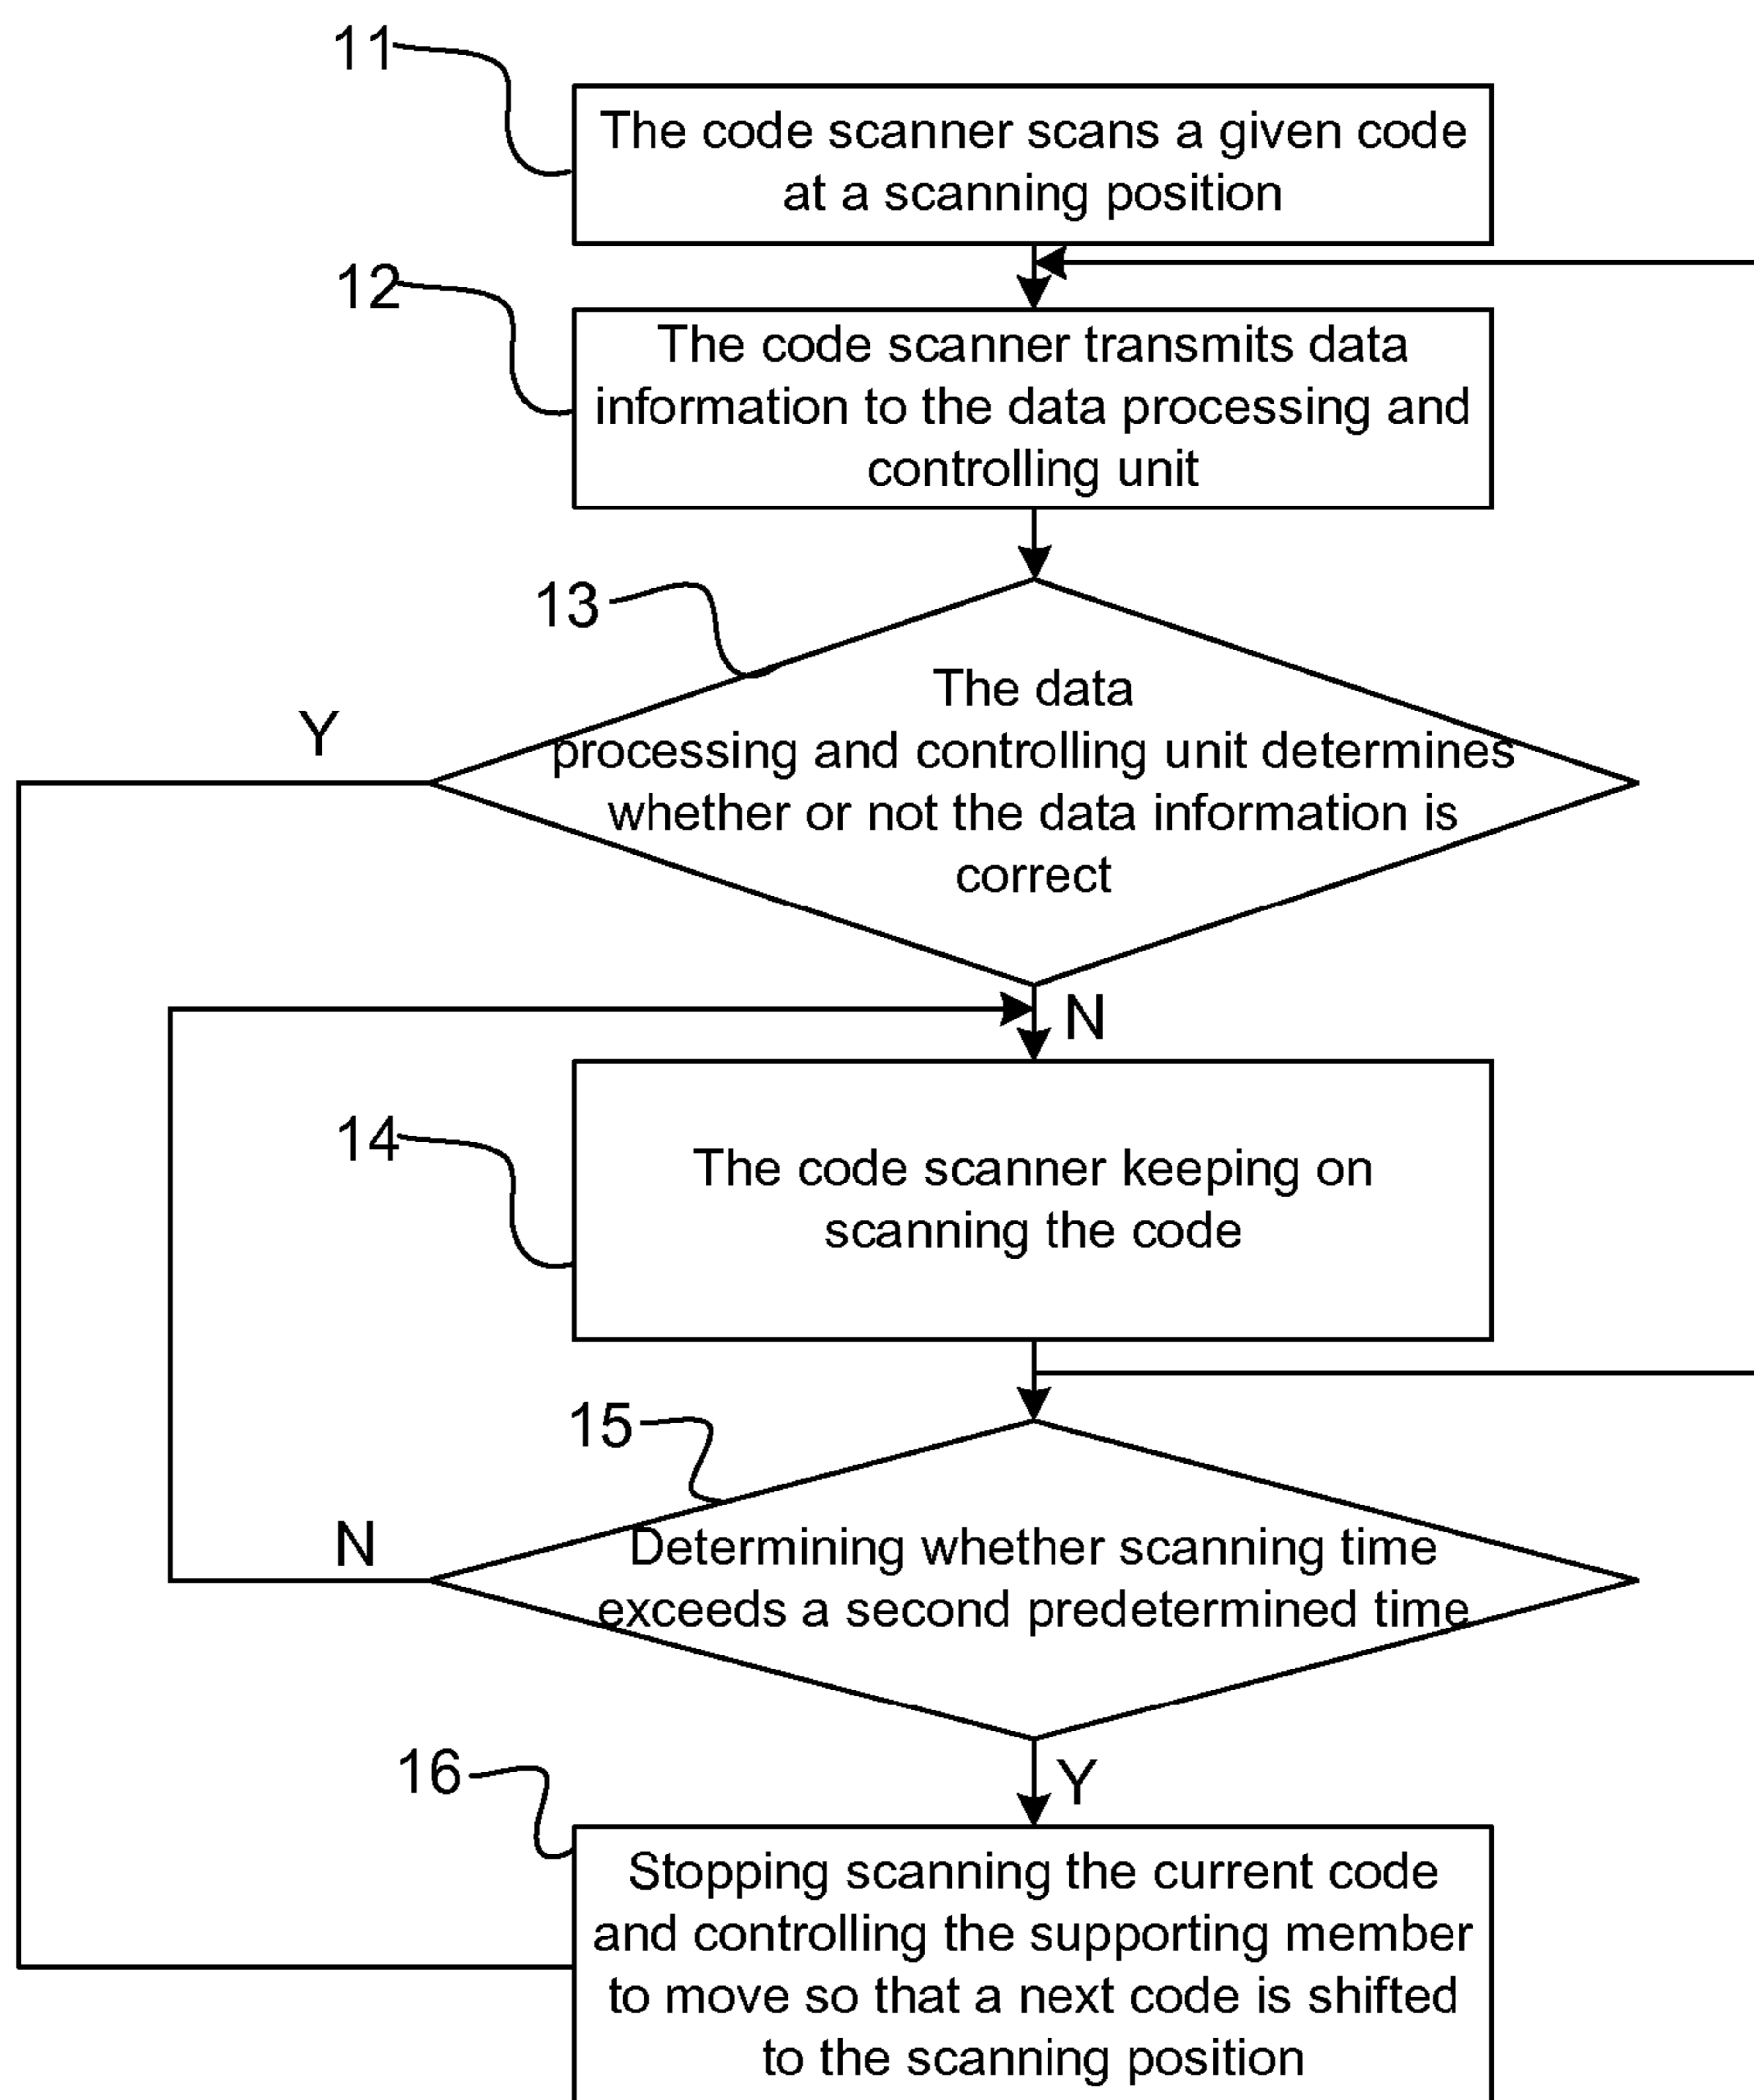 11
The code scanner scans a given code
at a scanning position
12
The code scanner transmits data
information to the data processing and
controlling unit
13
The data
processing and controlling unit determines
whether or not the data information is
correct
Y
N
14
The code scanner keeping on
scanning the code
15
Determining whether scanning time
exceeds a second predetermined time
N
Y
16
Stopping scanning the current code
and controlling the supporting member
to move so that a next code is shifted
to the scanning position